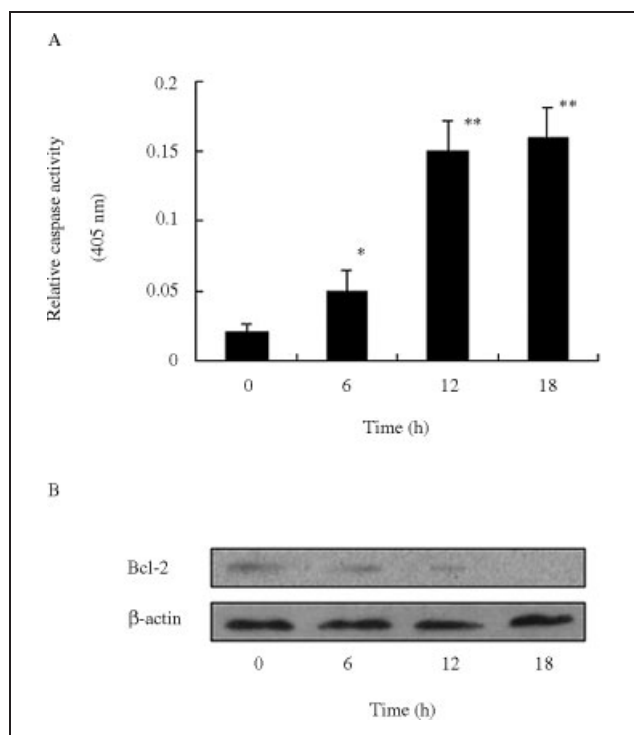 A
Relative caspase activity
(405 nm)
0.2
0.15
0.1
0.05
0
*
**
**
0 6 12 18
Time (h)
B
Bcl-2
β-actin
0 6 12 18
Time (h)